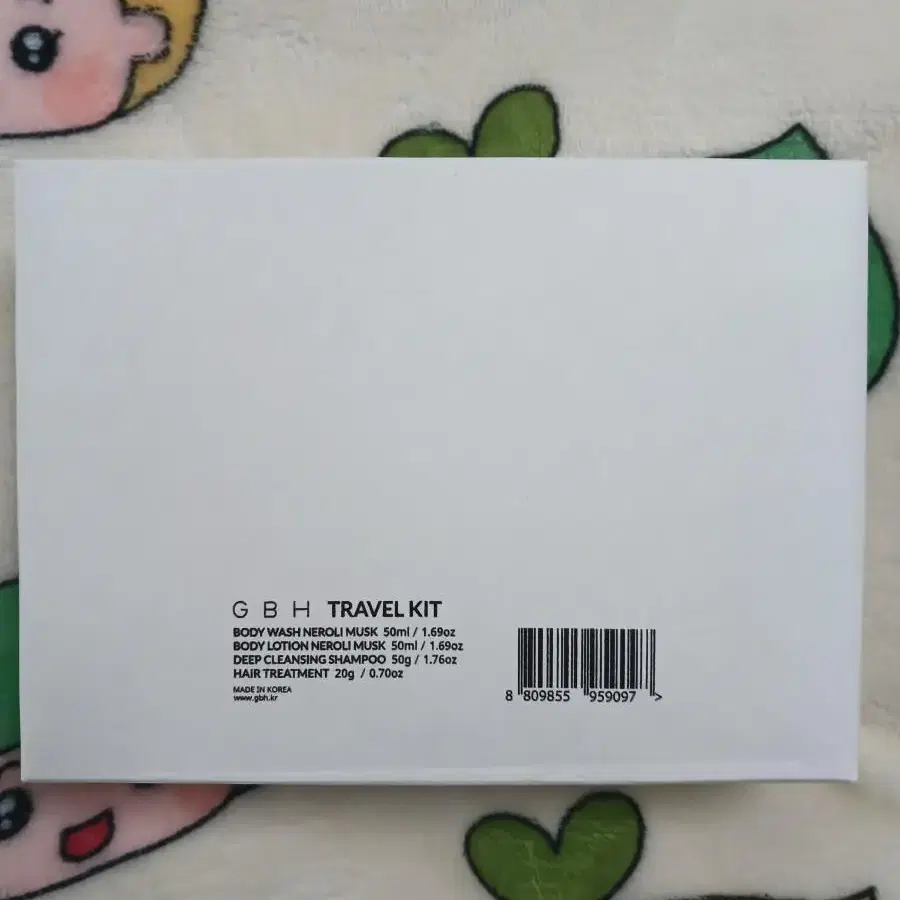 GBH TRAVEL KIT
BODY WASH NEROLI MUSK 50ml / 1.69oz
BODY LOTION NEROLI MUSK 50ml / 1.69oz
DEEP CLEANSING SHAMPOO 50g / 1.76oz
HAIR TREATMENT 20g / 0.70oz
MADE IN KOREA
www.gbh.kr
8 809855 959097 >